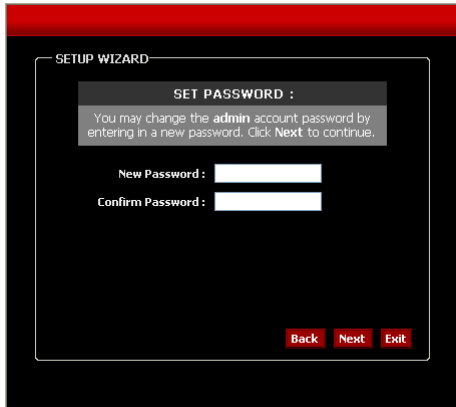 SETUP WIZARD
SET PASSWORD :
You may change the admin account password by
entering in a new password. Click Next to continue.
New Password :
Confirm Password :
Back Next Exit